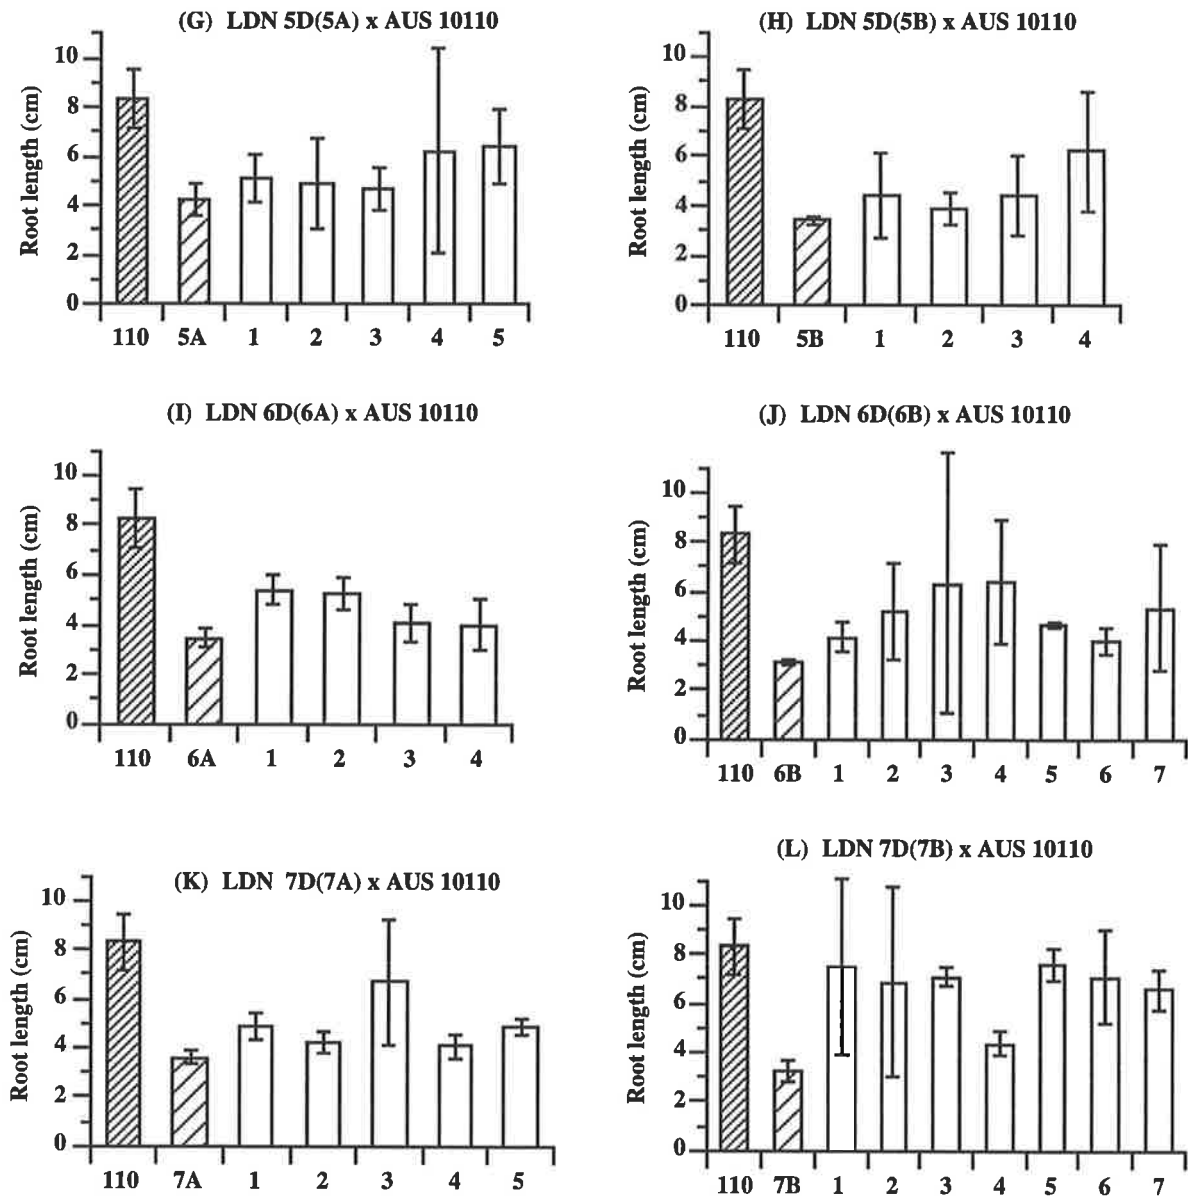 (G) LDN 5D(5A) x AUS 10110
Root length (cm)
10
8
6
4
2
0
110 5A 1 2 3 4 5
(H) LDN 5D(5B) x AUS 10110
Root length (cm)
10
8
6
4
2
0
110 5B 1 2 3 4
(I) LDN 6D(6A) x AUS 10110
Root length (cm)
10
8
6
4
2
0
110 6A 1 2 3 4
(J) LDN 6D(6B) x AUS 10110
Root length (cm)
10
8
6
4
2
0
110 6B 1 2 3 4 5 6 7
(K) LDN 7D(7A) x AUS 10110
Root length (cm)
10
8
6
4
2
0
110 7A 1 2 3 4 5
(L) LDN 7D(7B) x AUS 10110
Root length (cm)
10
8
6
4
2
0
110 7B 1 2 3 4 5 6 7